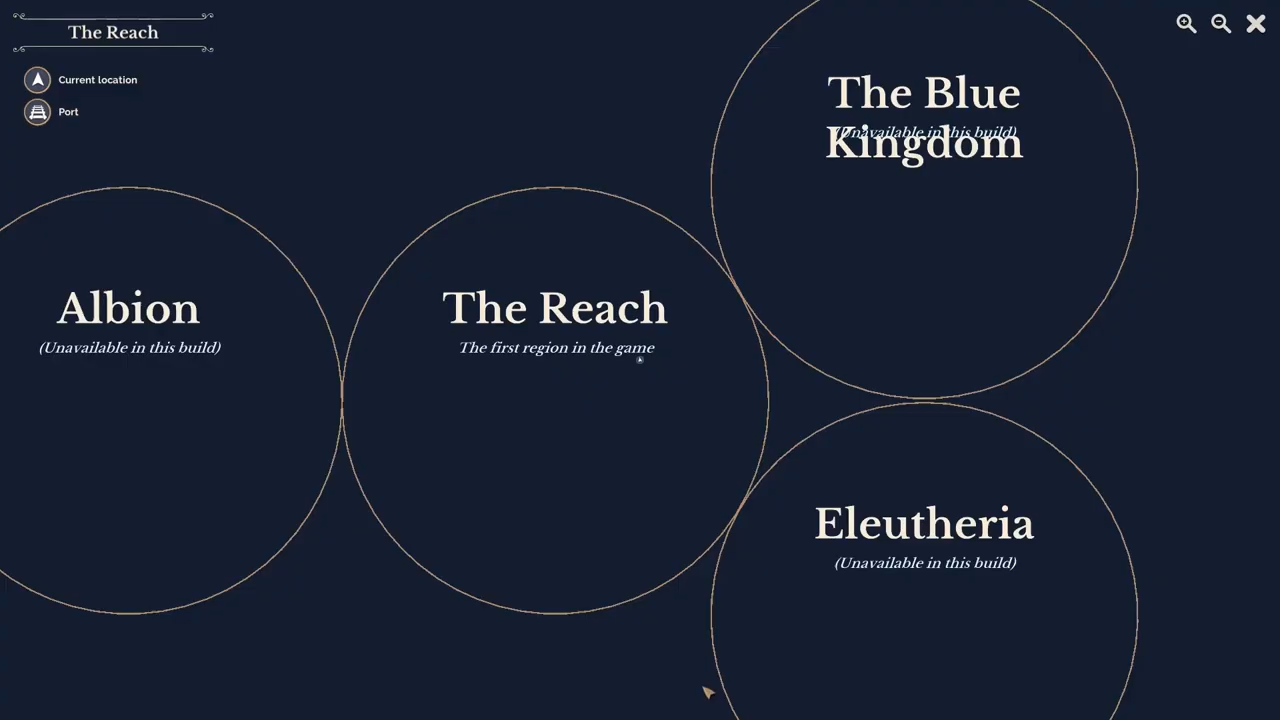 The Reach
Current location
Port
The Blue
Kingdom
(Unavailable in this build)
Albion
(Unavailable in this build)
The Reach
The first region in the game
Eleutheria
(Unavailable in this build)